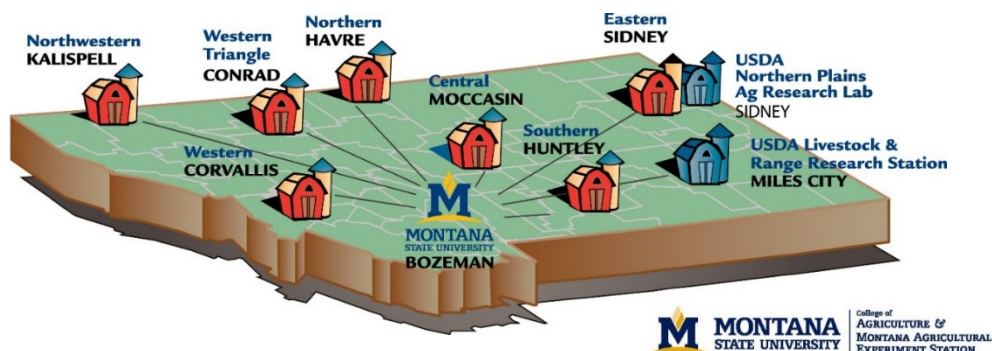 Northwestern
KALISPELL
Western
Triangle
CONRAD
Northern
HAVRE
Central
MOCCASIN
Eastern
SIDNEY
USDA
Northern Plains
Ag Research Lab
SIDNEY
Western
CORVALLIS
Southern
HUNTLEY
USDA Livestock &
Range Research Station
MILES CITY
M
MONTANA
STATE UNIVERSITY
BOZEMAN
M
MONTANA
STATE UNIVERSITY
College of
AGRICULTURE &
MONTANA AGRICULTURAL
EXPERIMENT STATION